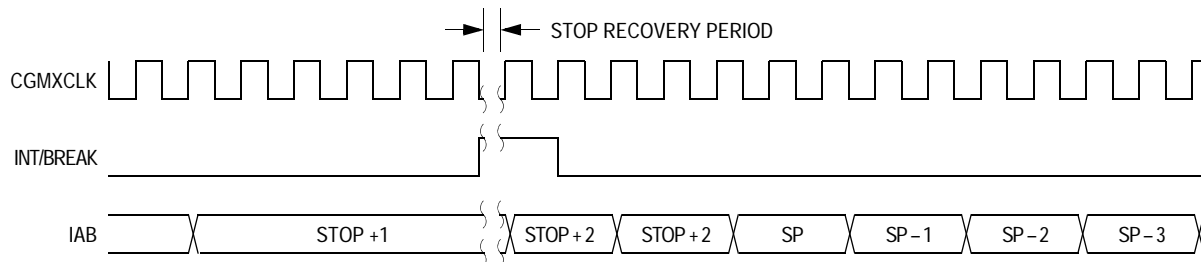 STOP RECOVERY PERIOD
CGMXCLK
INT/BREAK
IAB STOP +1 STOP + 2 STOP + 2 SP SP – 1 SP – 2 SP – 3